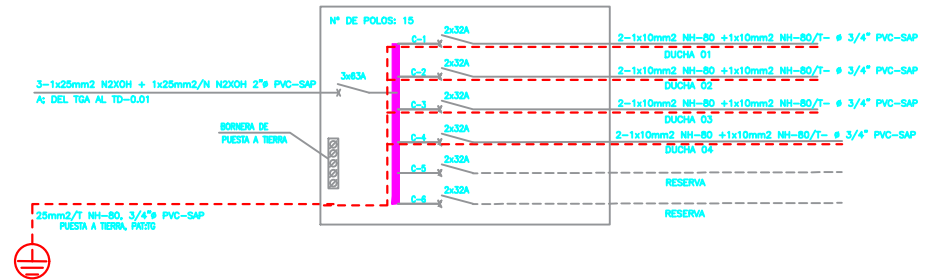 N° DE POLOS: 15
C-1 2x32A 2-1x10mm2 NH-80 +1x10mm2 NH-80/T- ø 3/4" PVC-SAP
DUCHA 01
C-2 2x32A 2-1x10mm2 NH-80 +1x10mm2 NH-80/T- ø 3/4" PVC-SAP
DUCHA 02
3-1x25mm2 N2XOH + 1x25mm2/N N2XOH 2"ø PVC-SAP 3x63A
A: DEL TGA AL TD-0.01
C-3 2x32A 2-1x10mm2 NH-80 +1x10mm2 NH-80/T- ø 3/4" PVC-SAP
DUCHA 03
BORNERA DE
PUESTA A TIERRA
C-4 2x32A 2-1x10mm2 NH-80 +1x10mm2 NH-80/T- ø 3/4" PVC-SAP
DUCHA 04
C-5 2x32A
RESERVA
C-6 2x32A
RESERVA
25mm2/T NH-80, 3/4"ø PVC-SAP
PUESTA A TIERRA, PAT:10